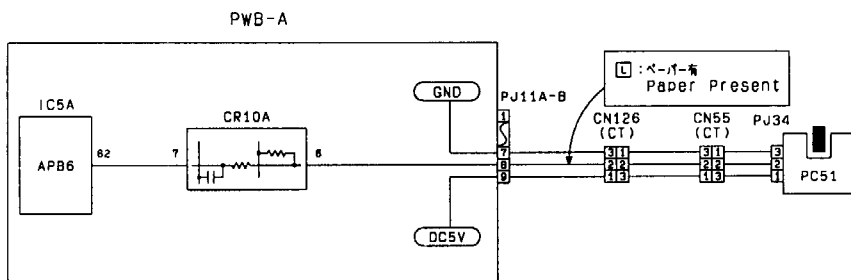 PWB-A
L :ペーパー有
Paper Present
GND
PJ11A-B
IC5A
CR10A
CN126
(CT)
CN55
(CT)
PJ34
1
APB6
62
7
6
7
8
9
3 1
2 2
1 3
3 1
2 2
1 3
3
2
1
PC51
DC5V